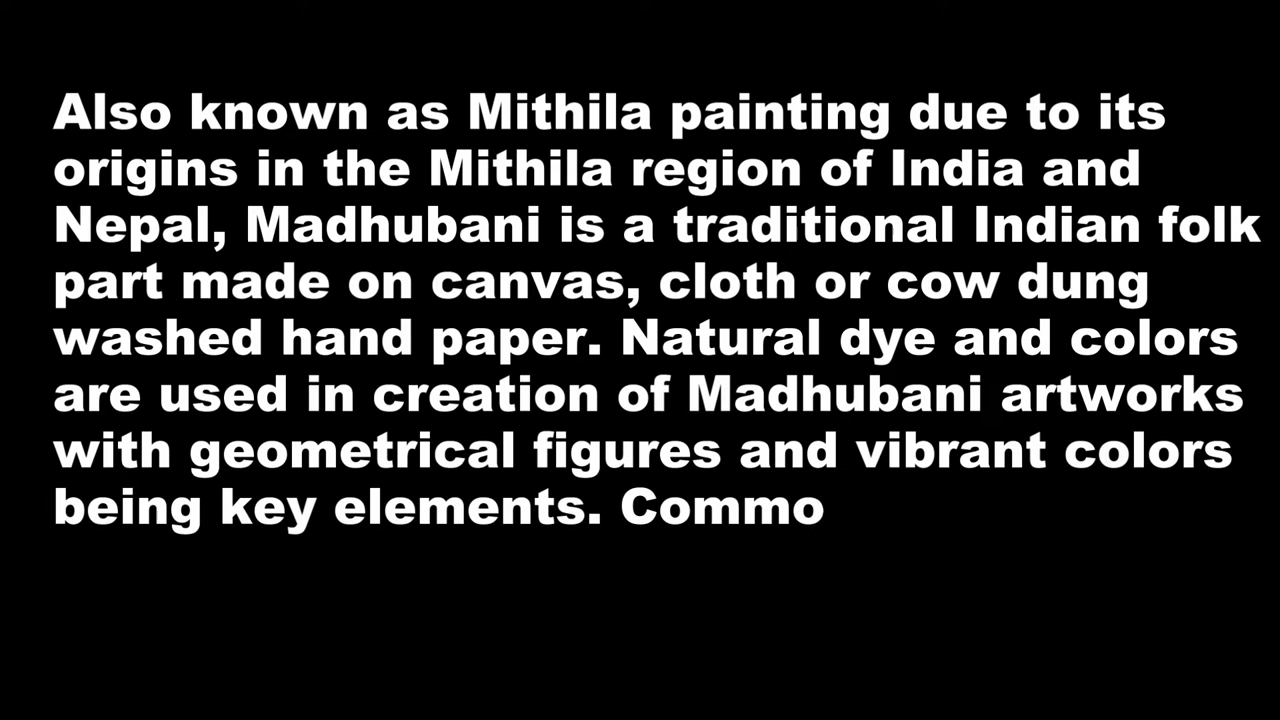 Also known as Mithila painting due to its
origins in the Mithila region of India and
Nepal, Madhubani is a traditional Indian folk
part made on canvas, cloth or cow dung
washed hand paper. Natural dye and colors
are used in creation of Madhubani artworks
with geometrical figures and vibrant colors
being key elements. Commo